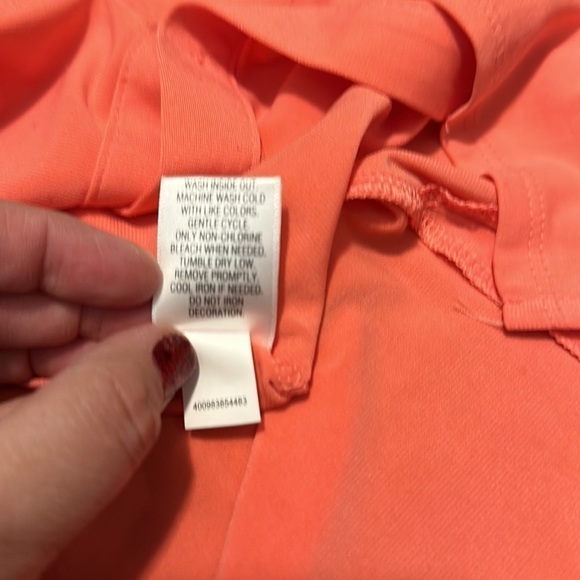 WASH INSIDE OUT.
MACHINE WASH COLD
WITH LIKE COLORS.
GENTLE CYCLE.
ONLY NON-CHLORINE
BLEACH WHEN NEEDED.
TUMBLE DRY LOW.
REMOVE PROMPTLY.
COOL IRON IF NEEDED.
DO NOT IRON
DECORATION.
400983854483